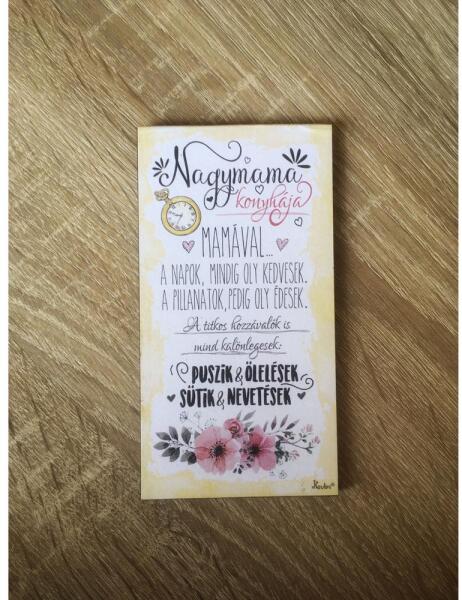 Nagymama
konyhája
MAMÁVAL...
A NAPOK, MINDIG OLY KEDVESEK.
A PILLANATOK, PEDIG OLY ÉDESEK.
A titkos hozzávalók is
mind különlegesek:
PUSZIK & ÖLELÉSEK
SÜTIK & NEVETÉSEK